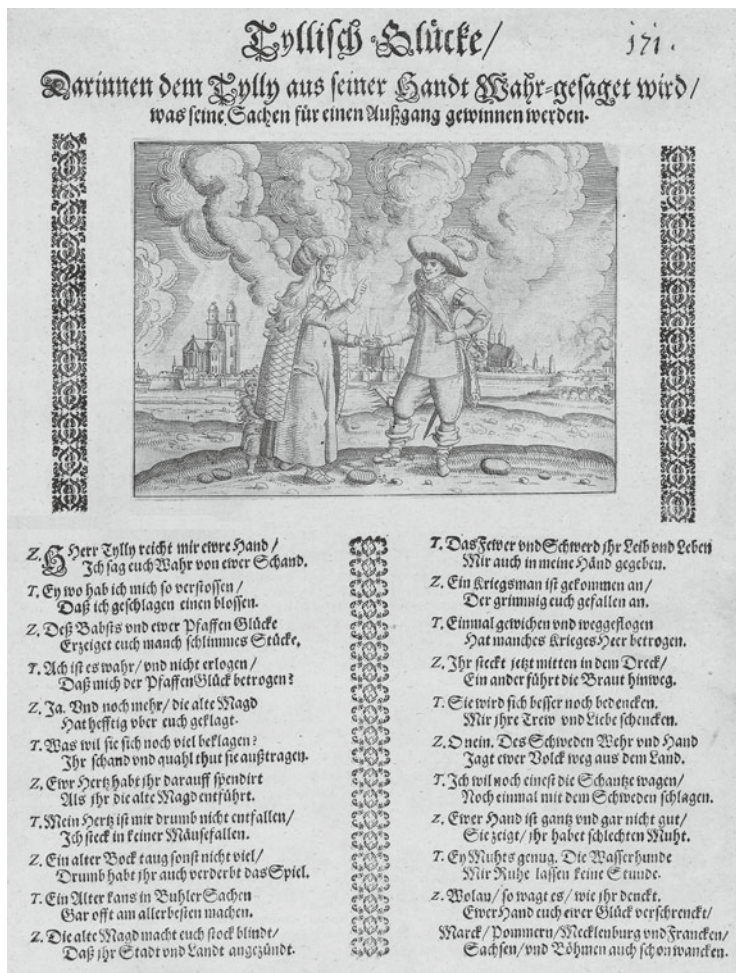 Tyllisch Glücke/
171.
Darinnen dem Tylly aus seiner Handt Wahr-gesaget wird/
was seine Sachen für einen Außgang gewinnen werden.
Z. HHerr Tylly reicht mir ewre Hand/
Ich sag euch Wahr von ewer Schand.
T. Ey wo hab ich mich so verstossen/
Daß ich geschlagen einen blossen.
Z. Deß Babsts vnd ewer Pfaffen Glücke
Erzeiget euch manch schlimmes Stücke.
T. Ach ist es wahr/ vnd nicht erlogen/
Daß mich der Pfaffen Glück betrogen?
Z. Ja. Vnd noch mehr/ die alte Magd
Hat hefftig vber euch geklagt.
T. Was wil sie sich noch viel beklagen?
Ihr schand vnd quahl thut sie außtragen.
Z. Ewr Hertz habt jhr darauff spendirt
Als jhr die alte Magd entführt.
T. Mein Hertz ist mir drumb nicht entfallen/
Ich steck in keiner Mäusefallen.
Z. Ein alter Bock taug sonst nicht viel/
Drumb habt jhr auch verderbt das Spiel.
T. Ein Alter kans in Buhler Sachen
Gar offt am allerbesten machen.
Z. Die alte Magd macht euch stock blindt/
Daß jhr Stadt vnd Landt angezündt.
T. Das Fewer vnd Schwerd jhr Leib vnd Leben
Mir auch in meine Händ gegeben.
Z. Ein Kriegsman ist gekommen an/
Der grimmig euch gefallen an.
T. Einmal gewichen vnd weggeflogen
Hat manches Krieges Heer betrogen.
Z. Ihr steckt jetzt mitten in dem Dreck/
Ein ander führt die Braut hinweg.
T. Sie wird sich besser noch bedencken.
Mir jhre Trew vnd Liebe schencken.
Z. O nein. Des Schweden Wehr vnd Hand
Jagt ewer Volck weg aus dem Land.
T. Ich wil noch einest die Schantze wagen/
Noch einmal mit dem Schweden schlagen.
Z. Ewer Hand ist gantz vnd gar nicht gut/
Sie zeigt/ jhr habet schlechten Muht.
T. Ey Muhts genug. Die Wasserhunde
Mir Ruhe lassen keine Stunde.
Z. Wolan/ so wagt es/ wie jhr denckt.
Ewer Hand euch ewer Glück verschrenckt/
Marck/ Pommern/ Mecklenburg vnd Francken/
Sachsen/ vnd Böhmen auch schon wancken.